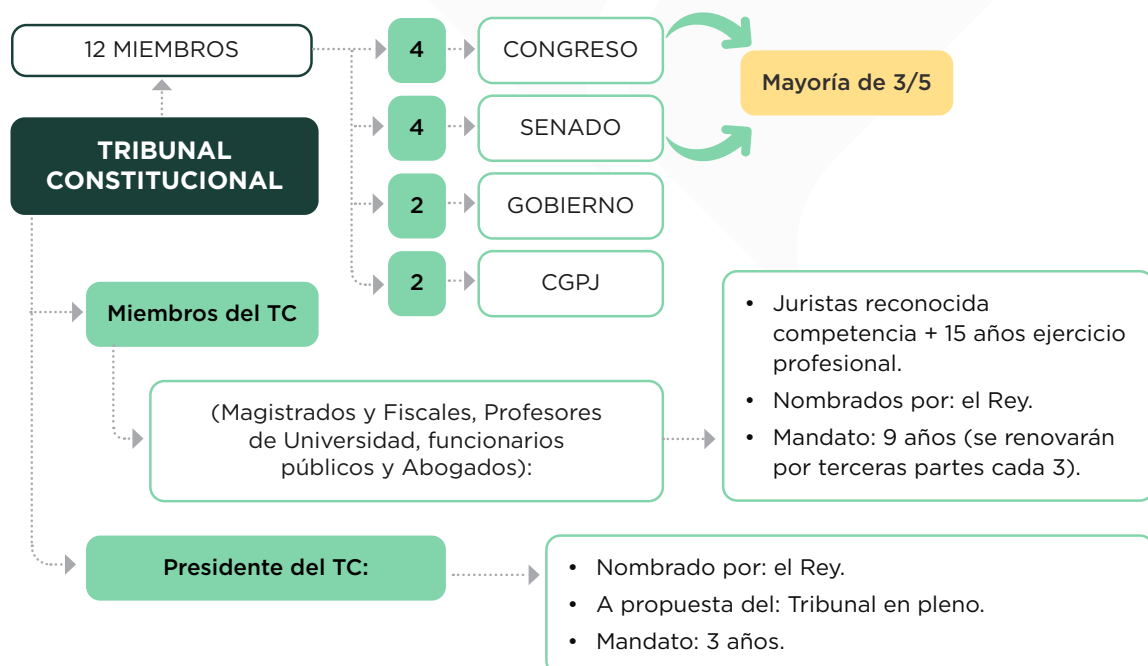 12 MIEMBROS
4
CONGRESO
Mayoría de 3/5
4
SENADO
TRIBUNAL
CONSTITUCIONAL
2
GOBIERNO
2
CGPJ
Miembros del TC
• Juristas reconocida
competencia + 15 años ejercicio
profesional.
• Nombrados por: el Rey.
• Mandato: 9 años (se renovarán
por terceras partes cada 3).
(Magistrados y Fiscales, Profesores
de Universidad, funcionarios
públicos y Abogados):
Presidente del TC:
• Nombrado por: el Rey.
• A propuesta del: Tribunal en pleno.
• Mandato: 3 años.